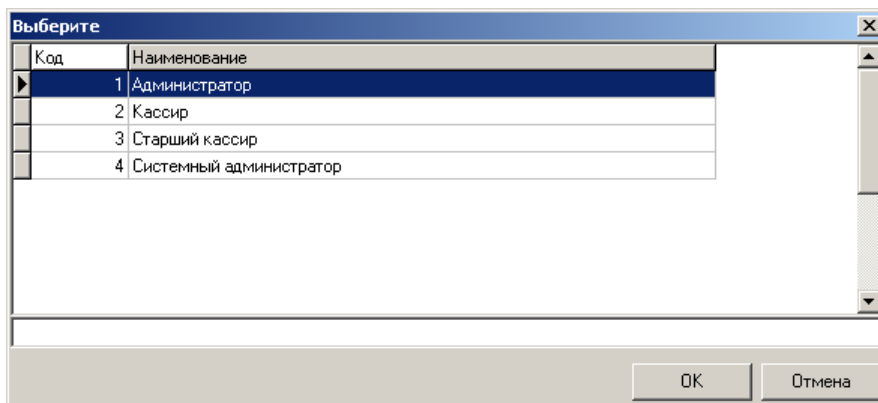 Выберите
Код Наименование
1 Администратор
2 Кассир
3 Старший кассир
4 Системный администратор
OK Отмена